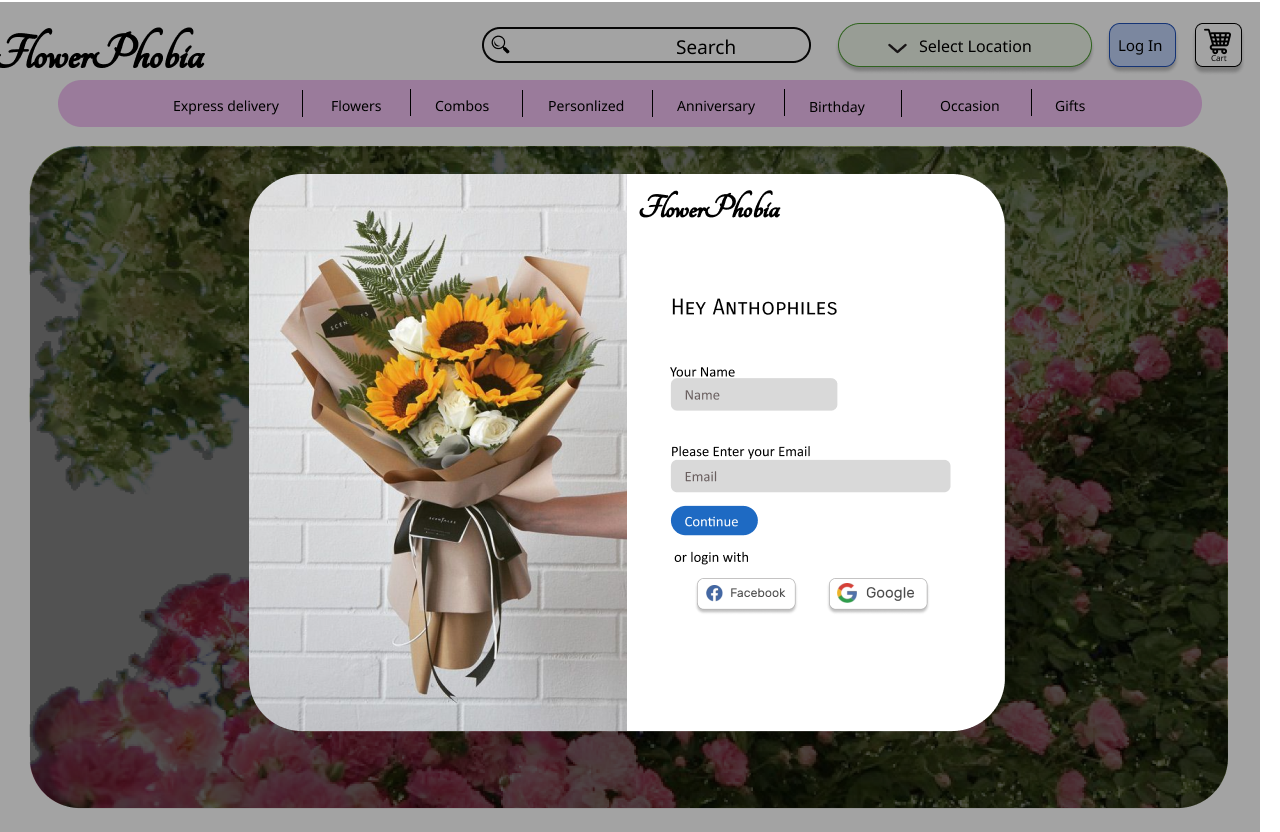 FlowerPhobia
Search
Select Location
Log In
Cart
Express delivery
Flowers
Combos
Personlized
Anniversary
Birthday
Occasion
Gifts
FlowerPhobia
Hey Anthophiles
Your Name
Name
Please Enter your Email
Email
Continue
or login with
Facebook
Google